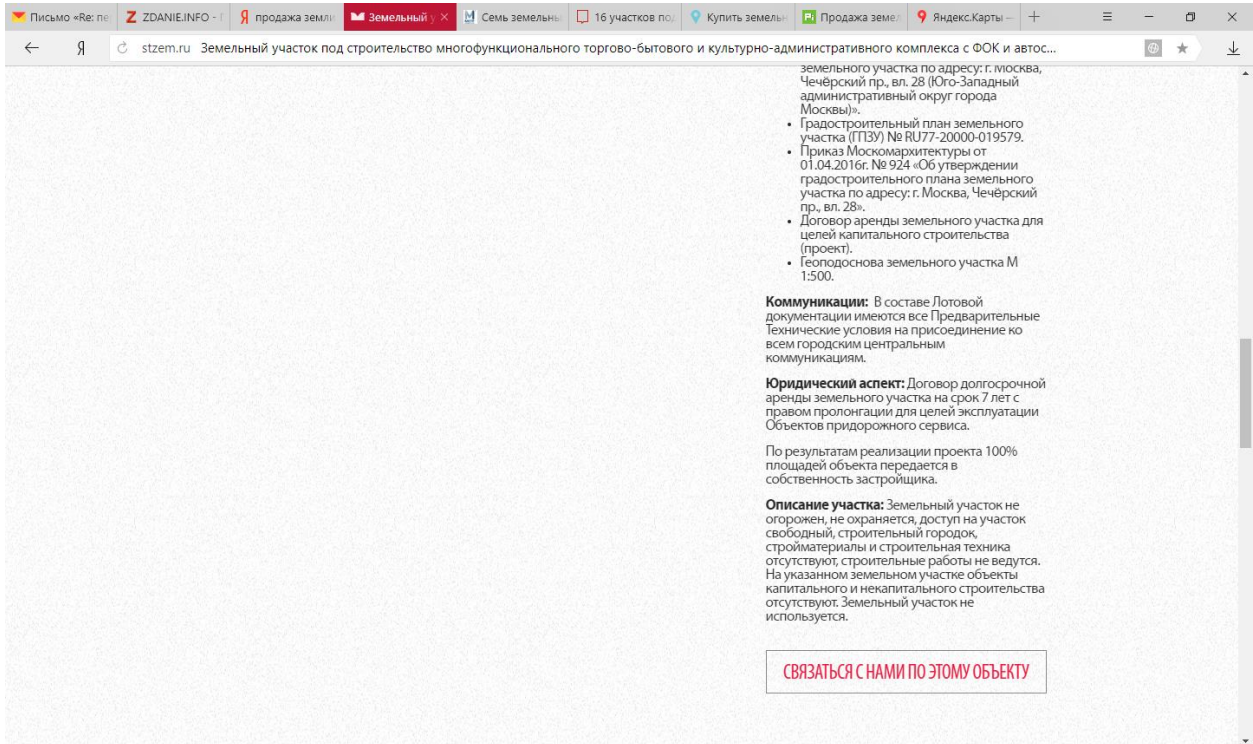 Письмо «Re: пе
Z ZDANIE.INFO - Г
Я продажа земли
Земельный у
Семь земельны
16 участков под
Купить земельн
Продажа земел
Яндекс.Карты —
Я stzem.ru Земельный участок под строительство многофункционального торгово-бытового и культурно-административного комплекса с ФОК и автос...
земельного участка по адресу: г. Москва,
Чечёрский пр., вл. 28 (Юго-Западный
административный округ города
Москвы)».
• Градостроительный план земельного
участка (ГПЗУ) № RU77-20000-019579.
• Приказ Москомархитектуры от
01.04.2016г. № 924 «Об утверждении
градостроительного плана земельного
участка по адресу: г. Москва, Чечёрский
пр., вл. 28».
• Договор аренды земельного участка для
целей капитального строительства
(проект).
• Геоподоснова земельного участка М
1:500.
Коммуникации: В составе Лотовой
документации имеются все Предварительные
Технические условия на присоединение ко
всем городским центральным
коммуникациям.
Юридический аспект: Договор долгосрочной
аренды земельного участка на срок 7 лет с
правом пролонгации для целей эксплуатации
Объектов придорожного сервиса.
По результатам реализации проекта 100%
площадей объекта передается в
собственность застройщика.
Описание участка: Земельный участок не
огорожен, не охраняется, доступ на участок
свободный, строительный городок,
стройматериалы и строительная техника
отсутствуют, строительные работы не ведутся.
На указанном земельном участке объекты
капитального и некапитального строительства
отсутствуют. Земельный участок не
используется.
СВЯЗАТЬСЯ С НАМИ ПО ЭТОМУ ОБЪЕКТУ